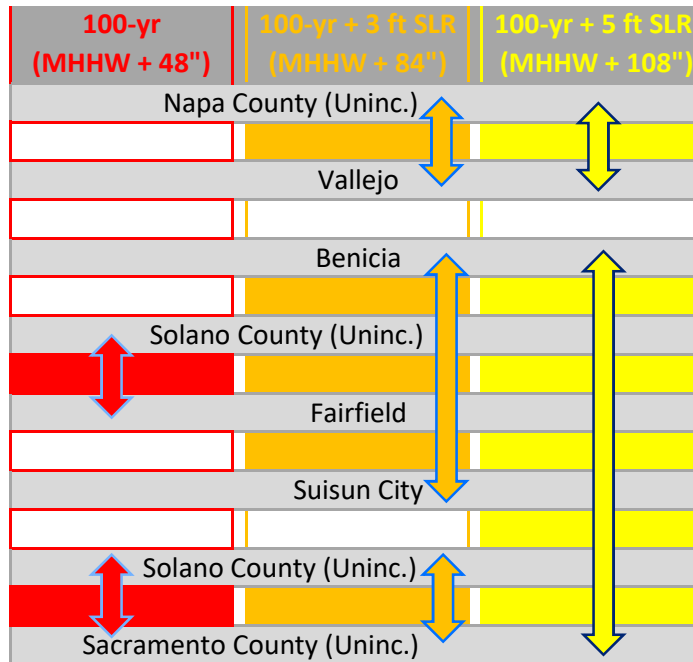 100-yr
(MHHW + 48")
100-yr + 3 ft SLR
(MHHW + 84")
100-yr + 5 ft SLR
(MHHW + 108")
Napa County (Uninc.)
Vallejo
Benicia
Solano County (Uninc.)
Fairfield
Suisun City
Solano County (Uninc.)
Sacramento County (Uninc.)